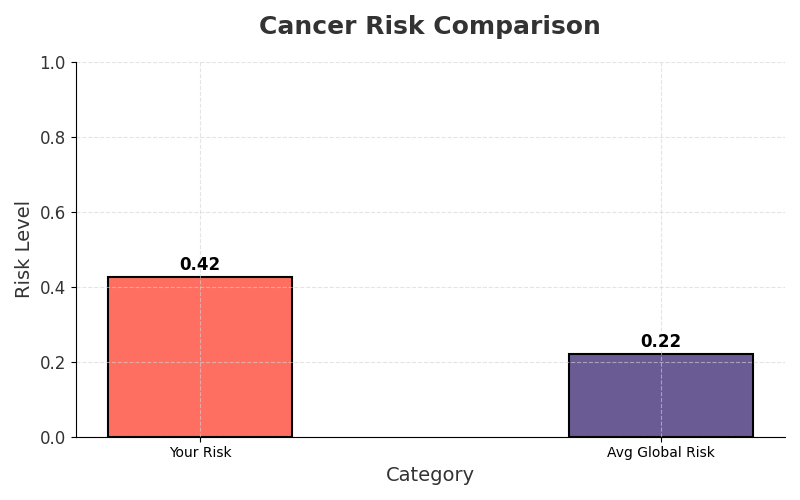 Cancer Risk Comparison
1.0
0.8
0.6
0.4
0.2
0.0
Risk Level
0.42
0.22
Your Risk
Avg Global Risk
Category